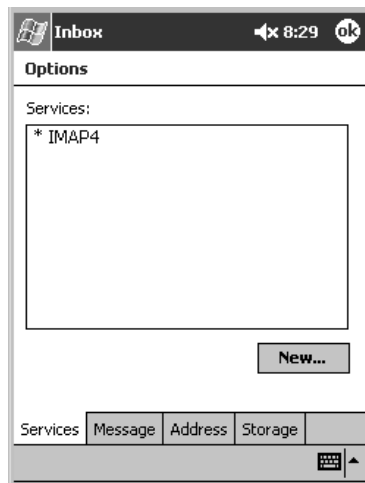 Inbox 8:29 ok
Options
Services:
* IMAP4
New...
Services Message Address Storage